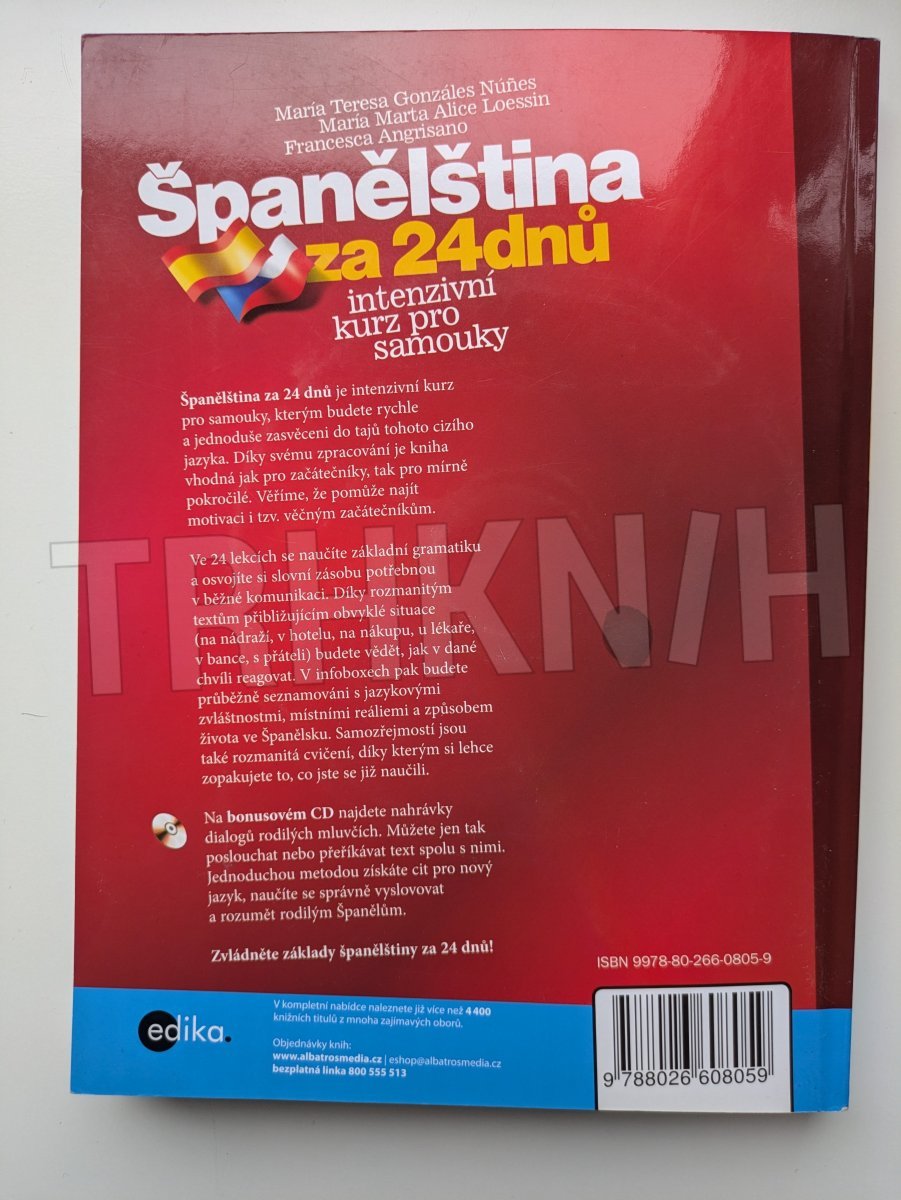 María Teresa Gonzáles Núñes
María Marta Alice Loessin
Francesca Angrisano
Španělština
za 24dnů
intenzivní
kurz pro
samouky
Španělština za 24 dnů je intenzivní kurz
pro samouky, kterým budete rychle
a jednoduše zasvěceni do tajů tohoto cizího
jazyka. Díky svému zpracování je kniha
vhodná jak pro začátečníky, tak pro mírně
pokročilé. Věříme, že pomůže najít
motivaci i tzv. věčným začátečníkům.
Ve 24 lekcích se naučíte základní gramatiku
a osvojíte si slovní zásobu potřebnou
v běžné komunikaci. Díky rozmanitým
textům přibližujícím obvyklé situace
(na nádraží, v hotelu, na nákupu, u lékaře,
v bance, s přáteli) budete vědět, jak v dané
chvíli reagovat. V infoboxech pak budete
průběžně seznamováni s jazykovými
zvláštnostmi, místními reáliemi a způsobem
života ve Španělsku. Samozřejmostí jsou
také rozmanitá cvičení, díky kterým si lehce
zopakujete to, co jste se již naučili.
TRHKN/H
Na bonusovém CD najdete nahrávky
dialogů rodilých mluvčích. Můžete jen tak
poslouchat nebo přeříkávat text spolu s nimi.
Jednoduchou metodou získáte cit pro nový
jazyk, naučíte se správně vyslovovat
a rozumět rodilým Španělům.
Zvládněte základy španělštiny za 24 dnů!
ISBN 9978-80-266-0805-9
edika.
V kompletní nabídce naleznete již více než 4 400
knižních titulů z mnoha zajímavých oborů.
Objednávky knih:
www.albatrosmedia.cz | eshop@albatrosmedia.cz
bezplatná linka 800 555 513
9 788026 608059